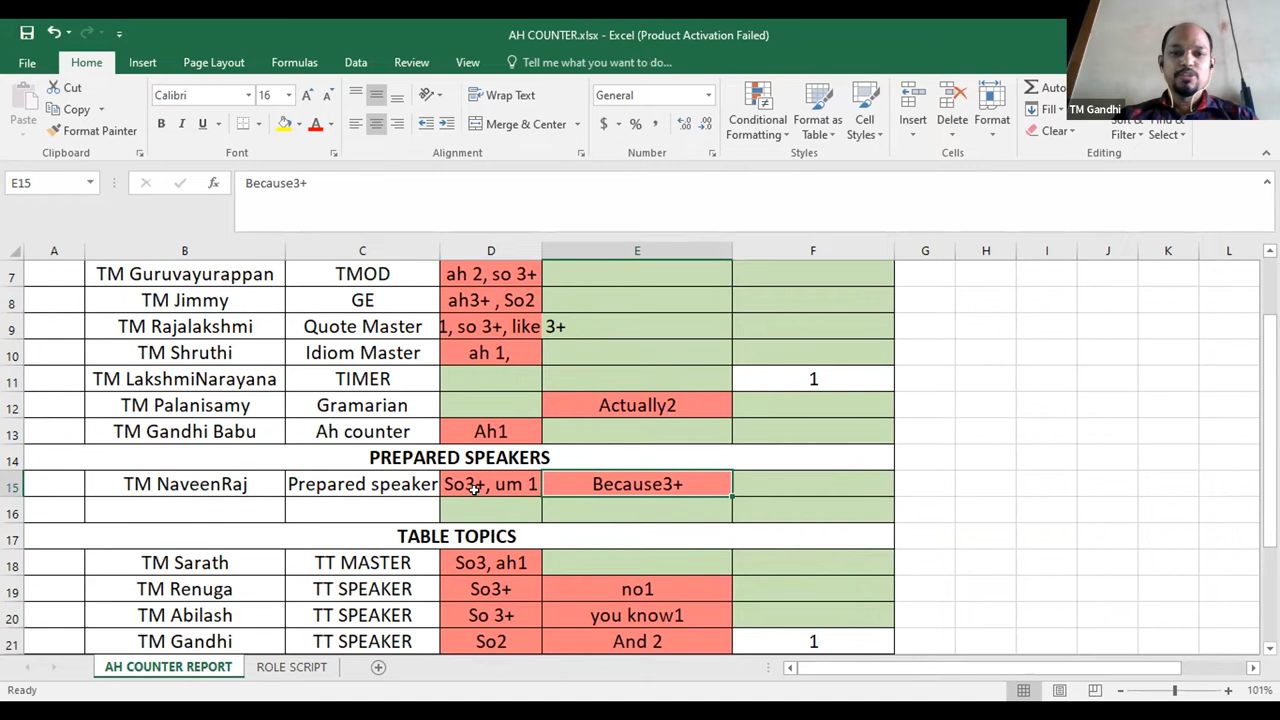 AH COUNTER.xlsx - Excel (Product Activation Failed)
File Home Insert Page Layout Formulas Data Review View Tell me what you want to do...
TM Gandhi
Paste
Cut
Copy
Format Painter
Clipboard
Calibri 16
B I U
Font
Wrap Text
Merge & Center
Alignment
General
$ % ,
Number
Conditional Formatting
Format as Table
Cell Styles
Styles
Insert
Delete
Format
Cells
Auto
Fill
Clear
Sort & Filter
Find & Select
Editing
E15 fx Because3+
A B C D E F G H I J K L
7 TM Guruvayurappan TMOD ah 2, so 3+
8 TM Jimmy GE ah3+ , So2
9 TM Rajalakshmi Quote Master 1, so 3+, like 3+
10 TM Shruthi Idiom Master ah 1,
11 TM LakshmiNarayana TIMER 1
12 TM Palanisamy Gramarian Actually2
13 TM Gandhi Babu Ah counter Ah1
14 PREPARED SPEAKERS
15 TM NaveenRaj Prepared speaker So3+, um 1 Because3+
16
17 TABLE TOPICS
18 TM Sarath TT MASTER So3, ah1
19 TM Renuga TT SPEAKER So3+ no1
20 TM Abilash TT SPEAKER So 3+ you know1
21 TM Gandhi TT SPEAKER So2 And 2 1
AH COUNTER REPORT ROLE SCRIPT
Ready 101%